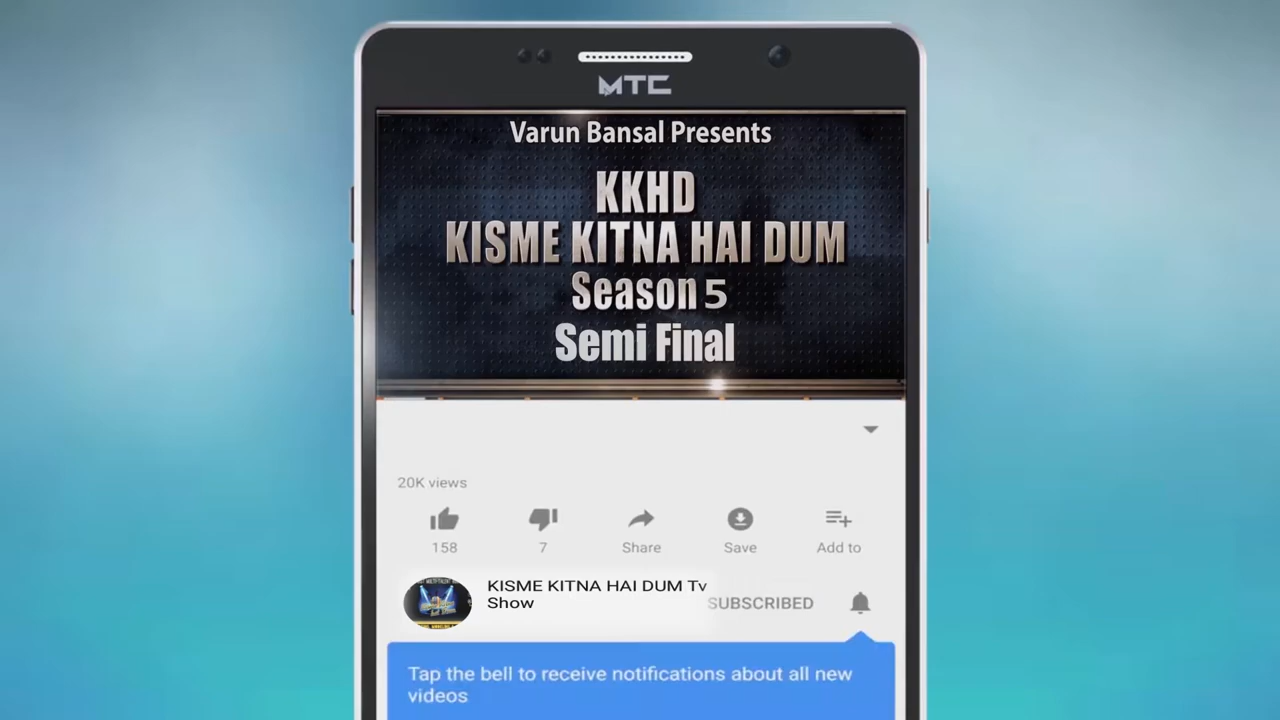 MTC
Varun Bansal Presents
KKHD
KISME KITNA HAI DUM
Season 5
Semi Final
20K views
158
7
Share
Save
Add to
KISME KITNA HAI DUM Tv
Show
SUBSCRIBED
Tap the bell to receive notifications about all new
videos